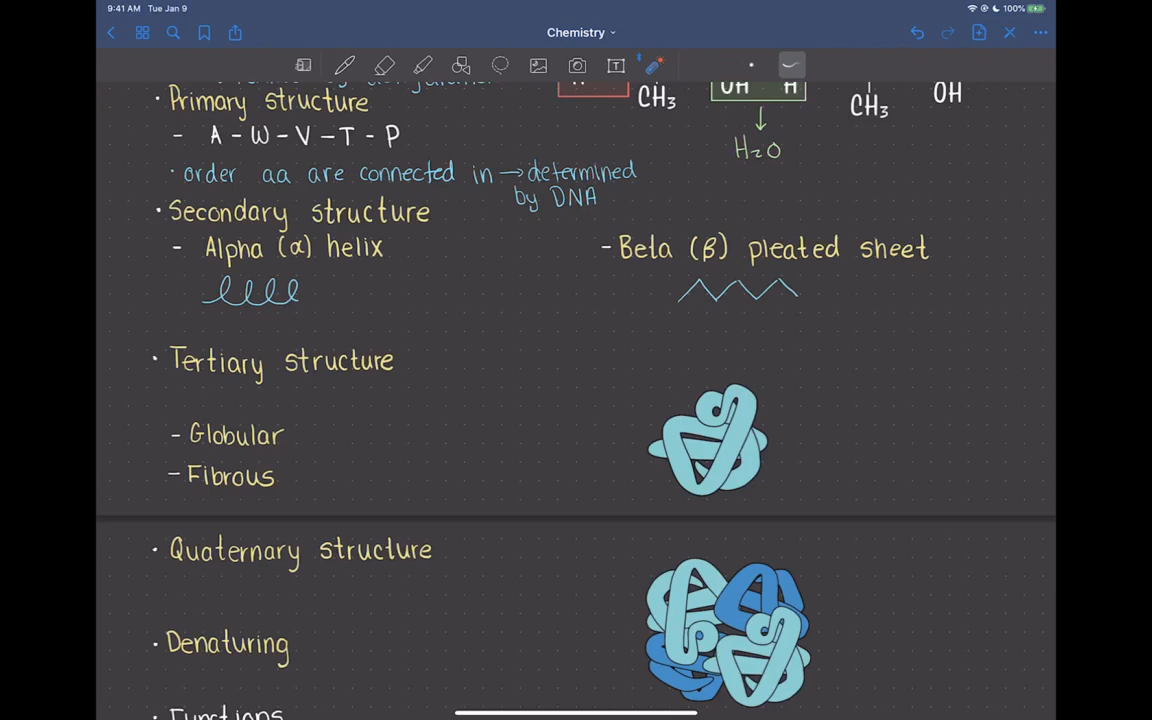 9:41 AM Tue Jan 9
100%
Chemistry
· Primary structure
CH₃
OH H
CH₃
OH
- A - W - V - T - P
H₂O
· order aa are connected in → determined
by DNA
· Secondary structure
- Alpha (α) helix
- Beta (β) pleated sheet
· Tertiary structure
- Globular
- Fibrous
· Quaternary structure
· Denaturing
· Functions